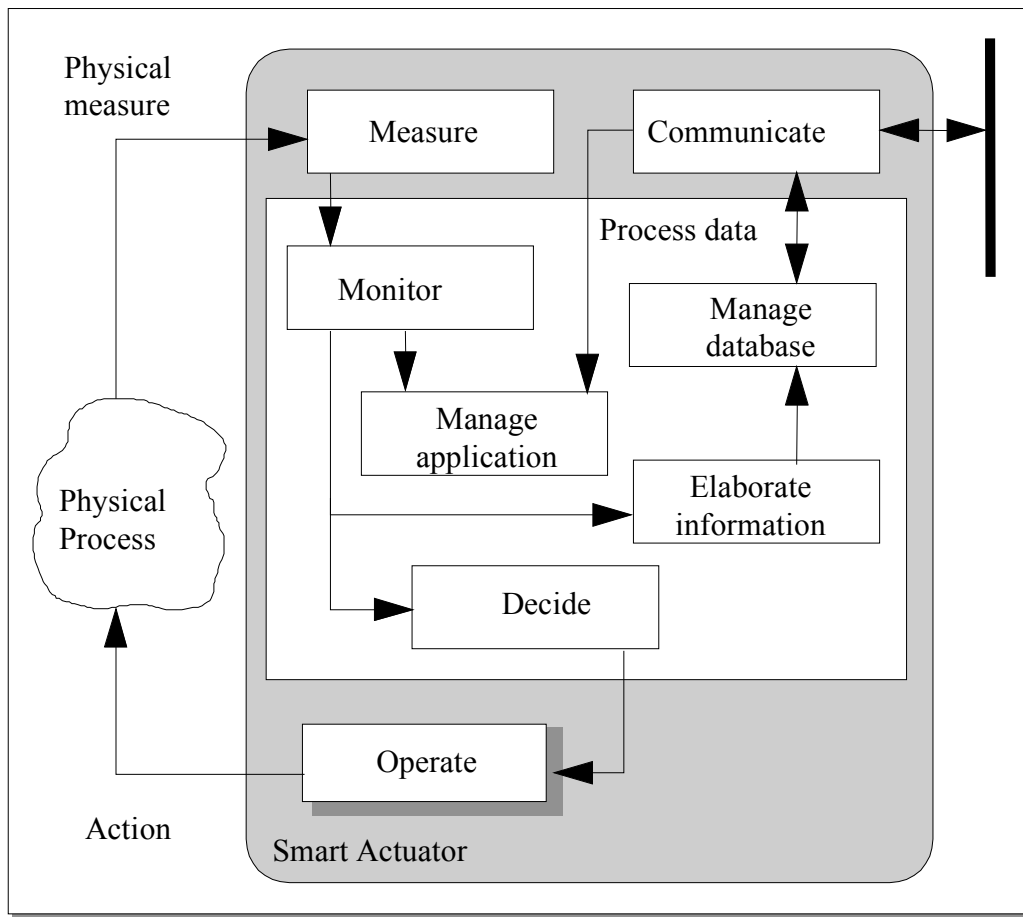 Physical
measure
Measure
Communicate
Process data
Monitor
Manage
database
Manage
application
Elaborate
information
Physical
Process
Decide
Operate
Action
Smart Actuator